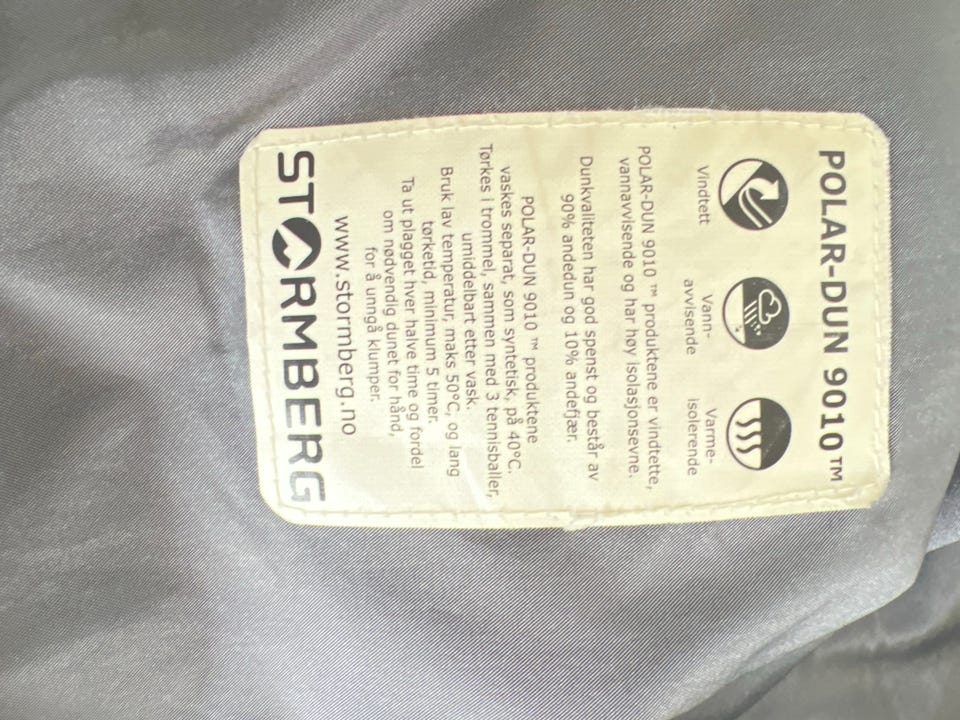 POLAR-DUN 9010™
Vindtett
Vann-
avvisende
Varme-
isolerende
POLAR-DUN 9010™ produktene er vindtette,
vannavvisende og har høy isolasjonsevne.
Dunkvaliteten har god spenst og består av
90% andedun og 10% andefjær.
POLAR-DUN 9010™ produktene
vaskes separat, som syntetisk, på 40°C.
Tørkes i trommel, sammen med 3 tennisballer,
umiddelbart etter vask.
Bruk lav temperatur, maks 50°C, og lang
tørketid, minimum 5 timer.
Ta ut plagget hver halve time og fordel
om nødvendig dunet for hånd,
for å unngå klumper.
www.stormberg.no
STORMBERG